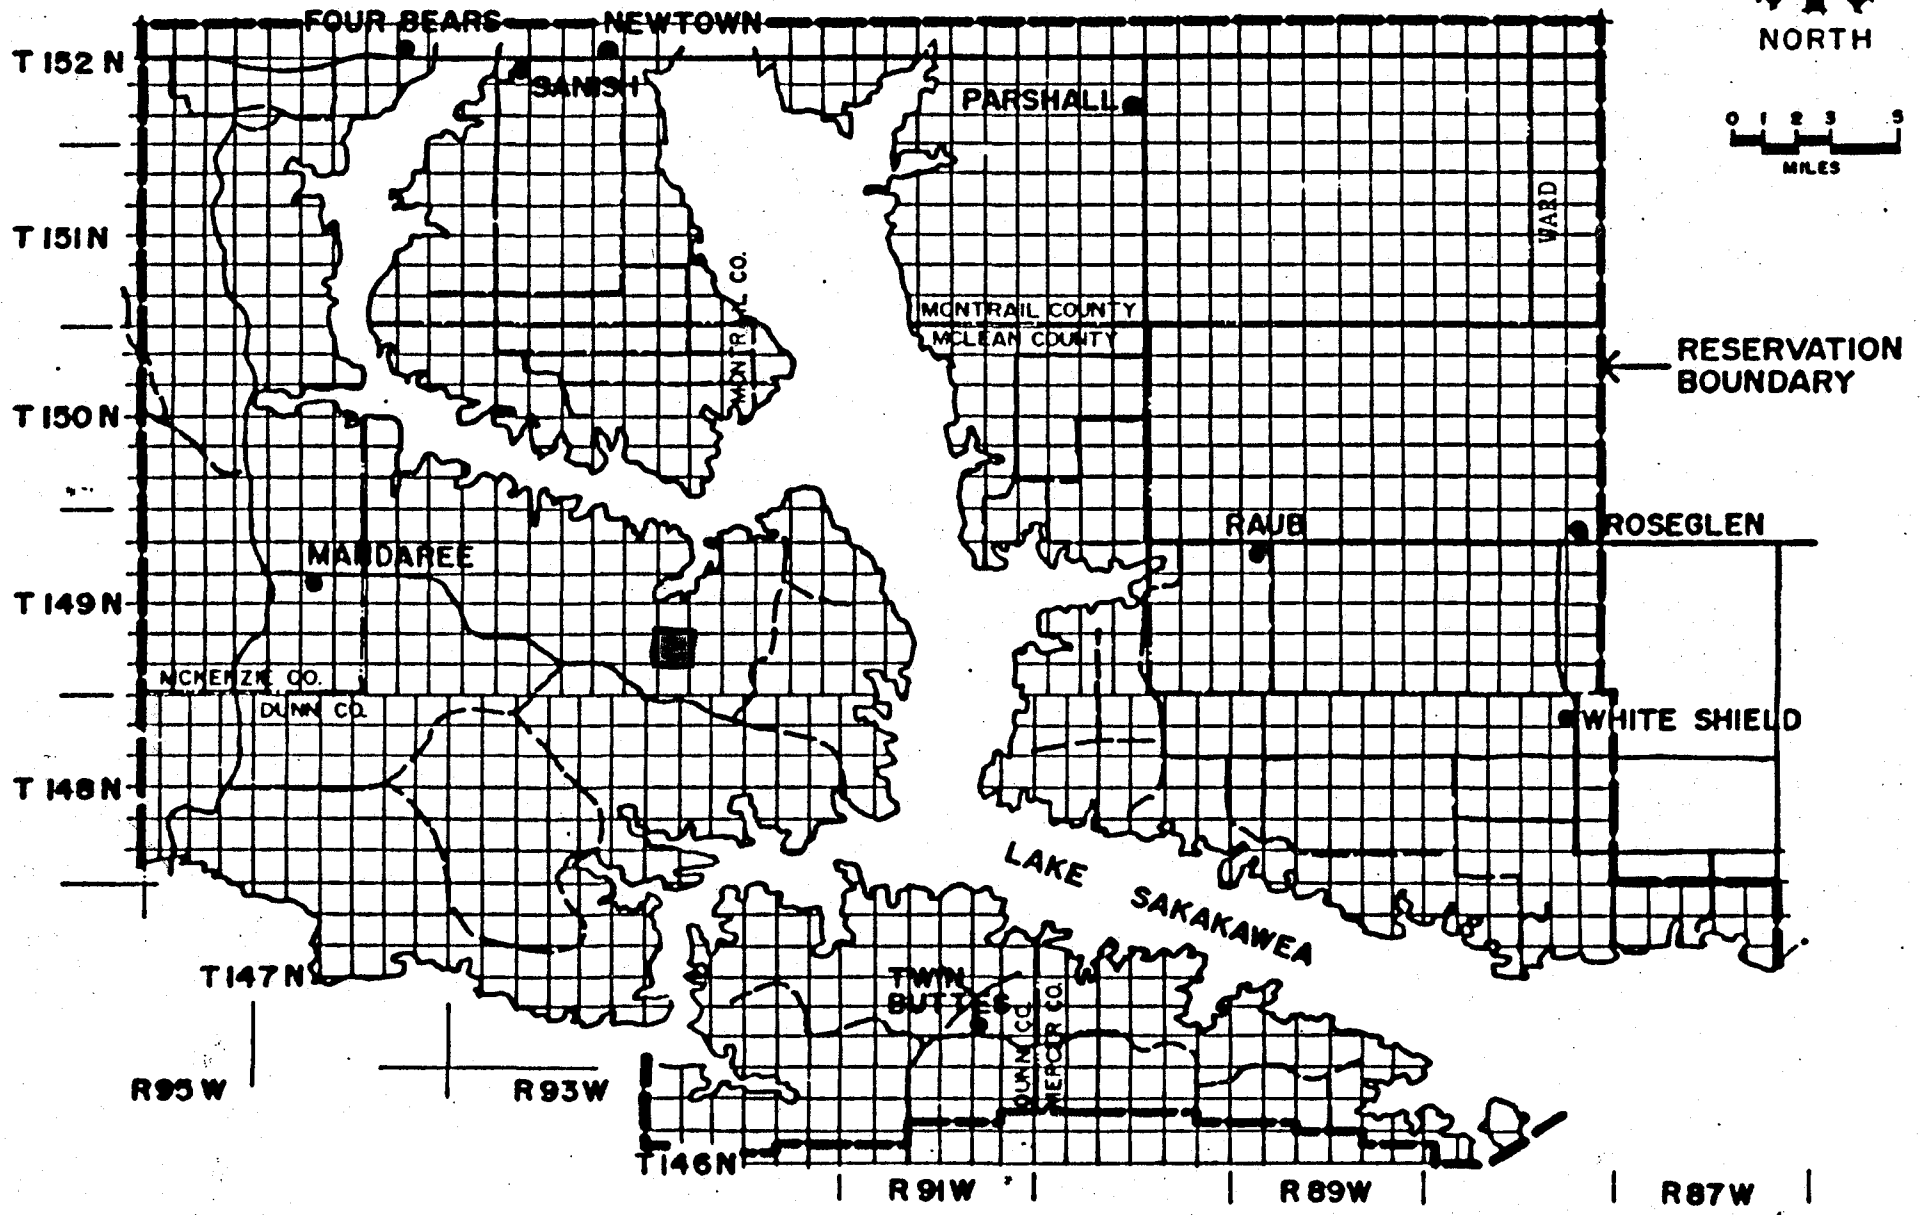 FOUR BEARS
NEWTOWN
NORTH
T 152 N
SANISH
PARSHALL
0 1 2 3 5
MILES
WARD
T 151 N
MONTRAIL CO.
MONTRAIL COUNTY
MCLEAN COUNTY
RESERVATION
BOUNDARY
T 150 N
RAUB
ROSEGLEN
MANDAREE
T 149 N
MCKENZIE CO.
DUNN CO.
WHITE SHIELD
T 148 N
LAKE SAKAKAWEA
T 147 N
TWIN
BUTTES
DUNN CO.
MERCER CO.
R 95 W
R 93 W
T 146 N
R 91 W
R 89 W
R 87 W